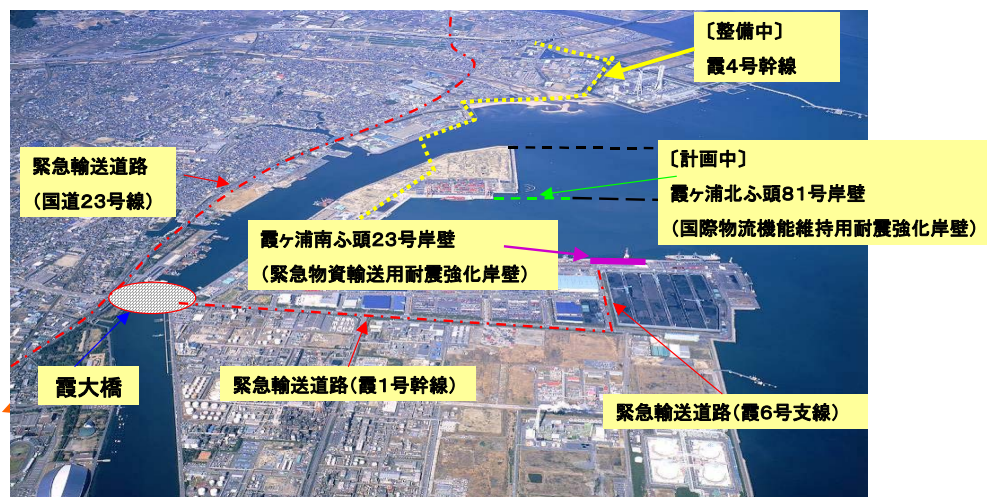 〔整備中〕
霞4号幹線
緊急輸送道路
（国道23号線）
〔計画中〕
霞ヶ浦北ふ頭81号岸壁
（国際物流機能維持用耐震強化岸壁）
霞ヶ浦南ふ頭23号岸壁
（緊急物資輸送用耐震強化岸壁）
霞大橋
緊急輸送道路（霞1号幹線）
緊急輸送道路（霞6号支線）